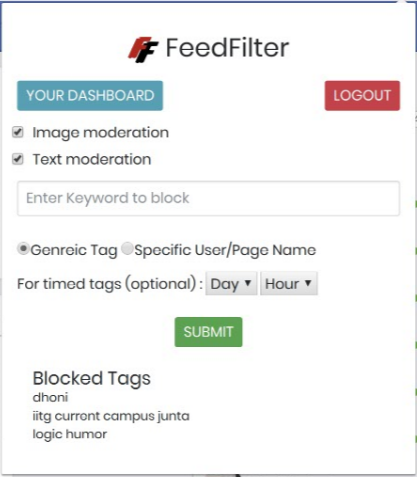 FF FeedFilter
YOUR DASHBOARD LOGOUT
Image moderation
Text moderation
Enter Keyword to block
Genreic Tag Specific User/Page Name
For timed tags (optional) : Day Hour
SUBMIT
Blocked Tags
dhoni
iitg current campus junta
logic humor